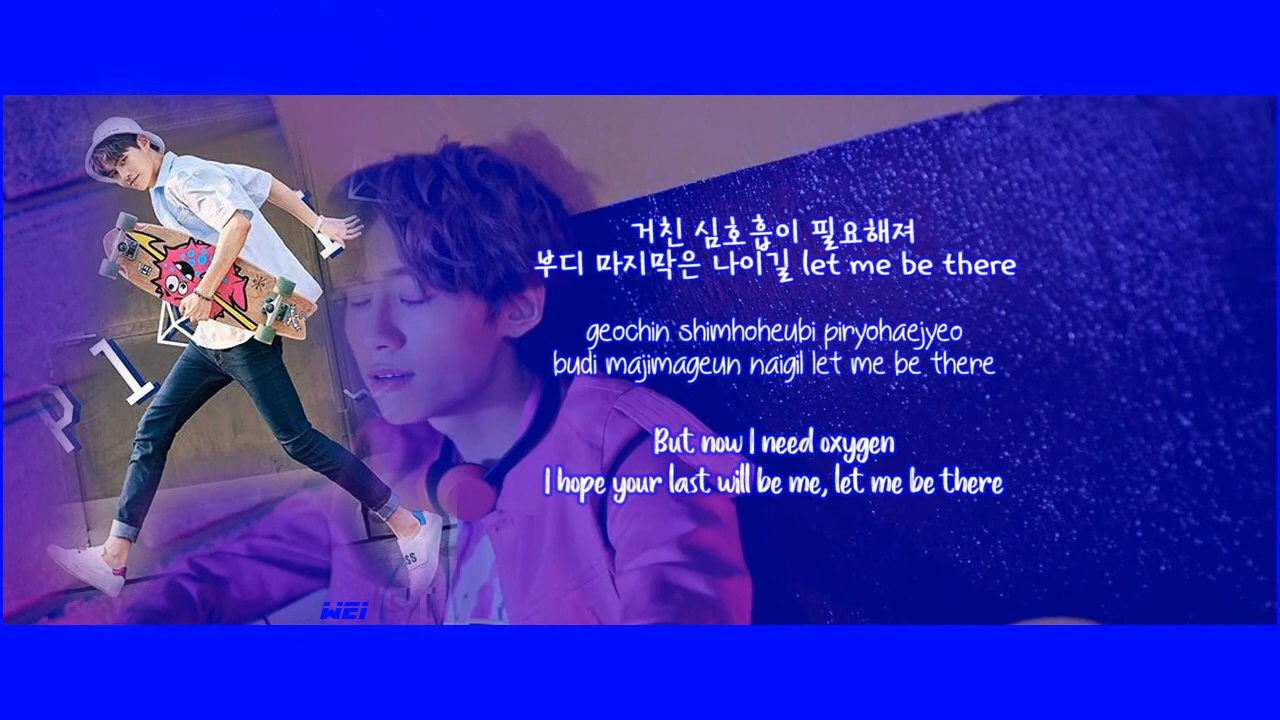 거친 심호흡이 필요해져
부디 마지막은 나이길 let me be there
geochin shimhoheubi piryohaejyeo
budi majimageun naigil let me be there
But now I need oxygen
I hope your last will be me, let me be there
WEI